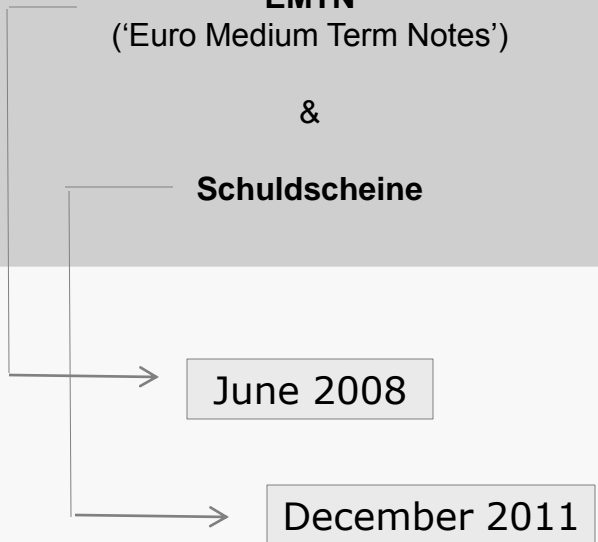 EMTN
(‘Euro Medium Term Notes’)
&
Schuldscheine
June 2008
December 2011